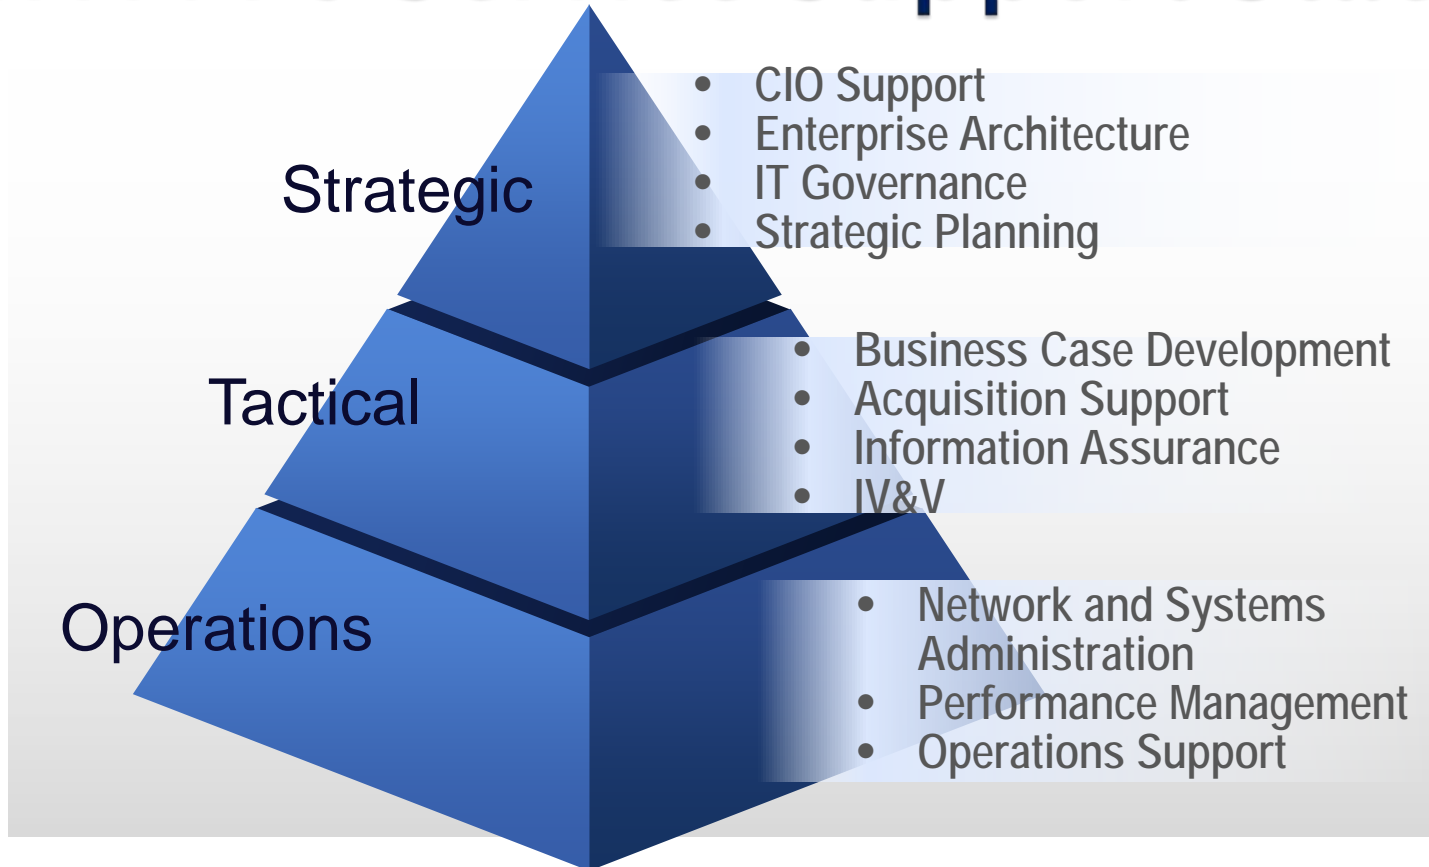 Strategic
• CIO Support
• Enterprise Architecture
• IT Governance
• Strategic Planning
Tactical
• Business Case Development
• Acquisition Support
• Information Assurance
• IV&V
Operations
• Network and Systems
Administration
• Performance Management
• Operations Support